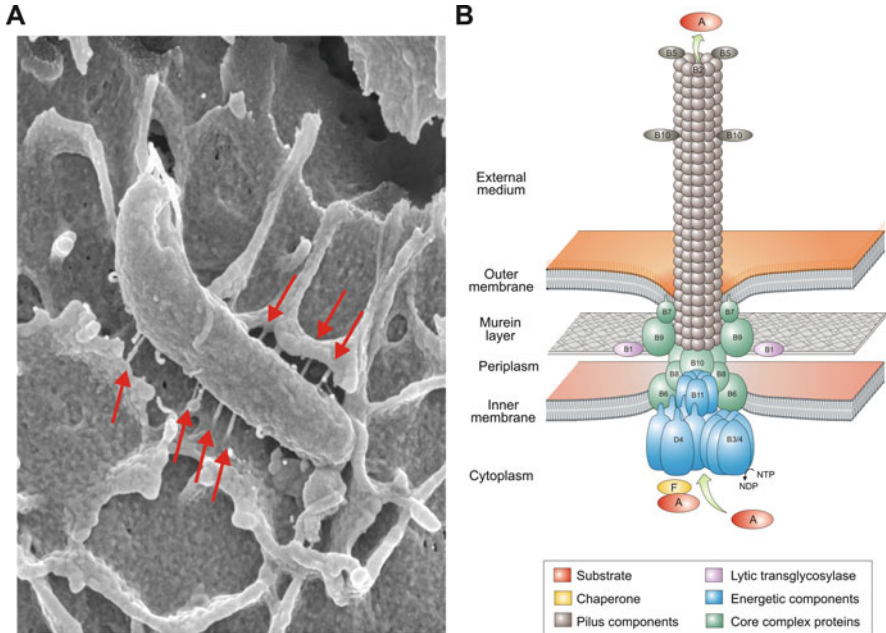 A
B
A
B5 B5
B2
B10 B10
External
medium
Outer
membrane
B7 B7
Murein
layer
B9 B9
B1 B1
B10
Periplasm
B8 B8
B6 B11 B6
Inner
membrane
D4 B3/4
Cytoplasm
NTP
NDP
F
A
A
Substrate
Chaperone
Pilus components
Lytic transglycosylase
Energetic components
Core complex proteins